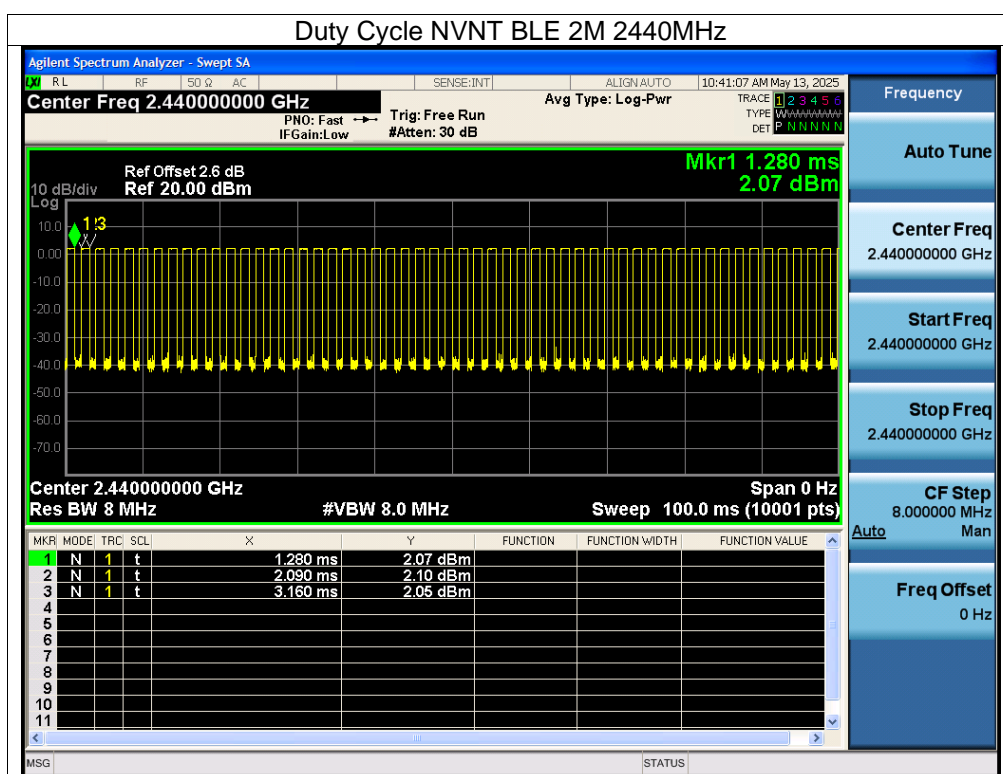 Duty Cycle NVNT BLE 2M 2440MHz
Agilent Spectrum Analyzer - Swept SA
LXI RL RF 50 Ω AC SENSE:INT ALIGN AUTO 10:41:07 AM May 13, 2025
Center Freq 2.440000000 GHz
PNO: Fast
IFGain:Low
Trig: Free Run
#Atten: 30 dB
Avg Type: Log-Pwr
TRACE 1 2 3 4 5 6
TYPE WWWWWW
DET P N N N N N
Mkr1 1.280 ms
2.07 dBm
10 dB/div
Log
Ref Offset 2.6 dB
Ref 20.00 dBm
10.0
0.00
-10.0
-20.0
-30.0
-40.0
-50.0
-60.0
-70.0
Center 2.440000000 GHz
Span 0 Hz
Res BW 8 MHz
#VBW 8.0 MHz
Sweep 100.0 ms (10001 pts)
MKR MODE TRC SCL X Y FUNCTION FUNCTION WIDTH FUNCTION VALUE
1 N 1 t 1.280 ms 2.07 dBm
2 N 1 t 2.090 ms 2.10 dBm
3 N 1 t 3.160 ms 2.05 dBm
4
5
6
7
8
9
10
11
MSG
STATUS
Frequency
Auto Tune
Center Freq
2.440000000 GHz
Start Freq
2.440000000 GHz
Stop Freq
2.440000000 GHz
CF Step
8.000000 MHz
Auto Man
Freq Offset
0 Hz